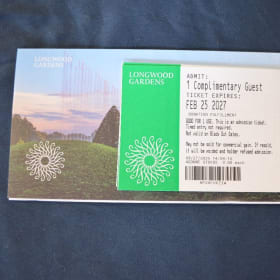 LONGWOOD
GARDENS
LONGWOOD
GARDENS
ADMIT:
1 Complimentary Guest
TICKET EXPIRES:
FEB 25 2027
DONATION FULFILLMENT
GOOD FOR 1 USE. This is an admission ticket.
Timed entry not required.
Not valid on Black Out Dates.
May not be sold for commercial gain. If resold,
it will be voided and holder refused admission.